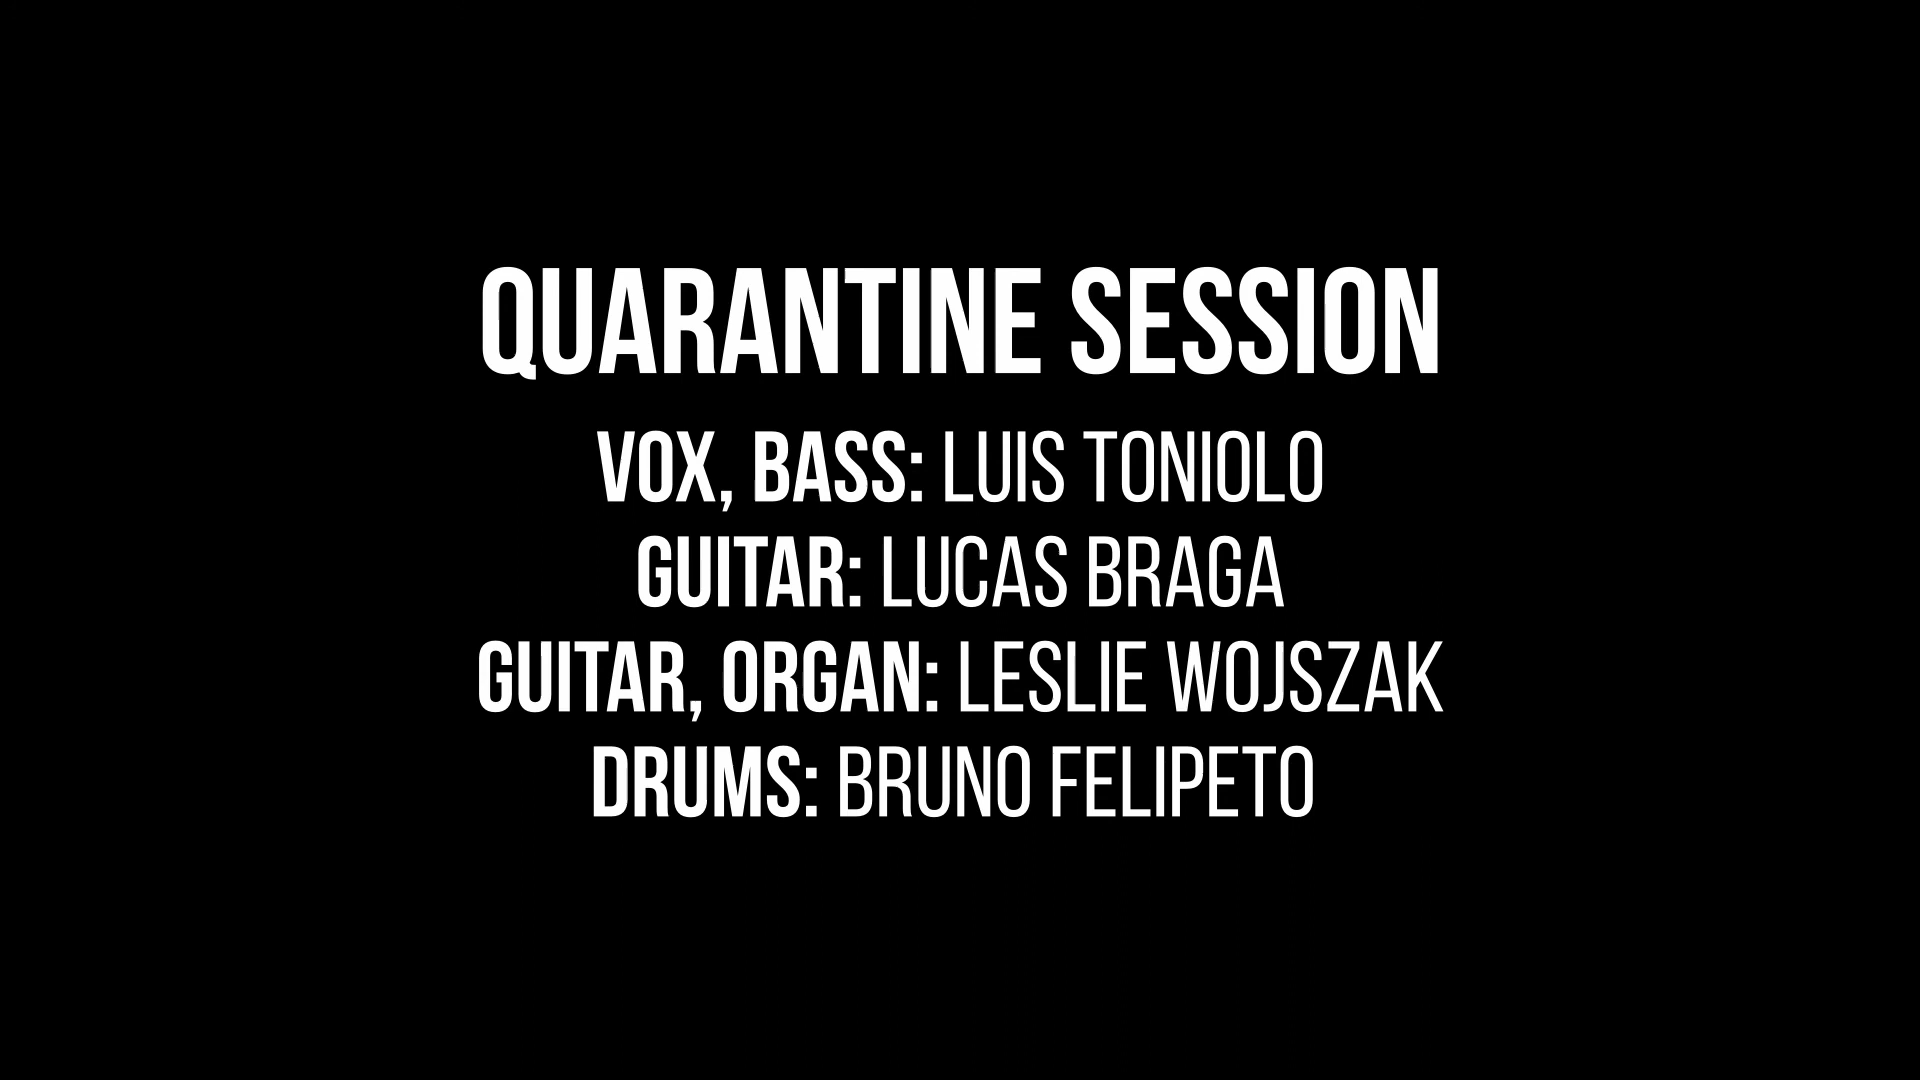 QUARANTINE SESSION
VOX, BASS: LUIS TONIOLO
GUITAR: LUCAS BRAGA
GUITAR, ORGAN: LESLIE WOJSZAK
DRUMS: BRUNO FELIPETO